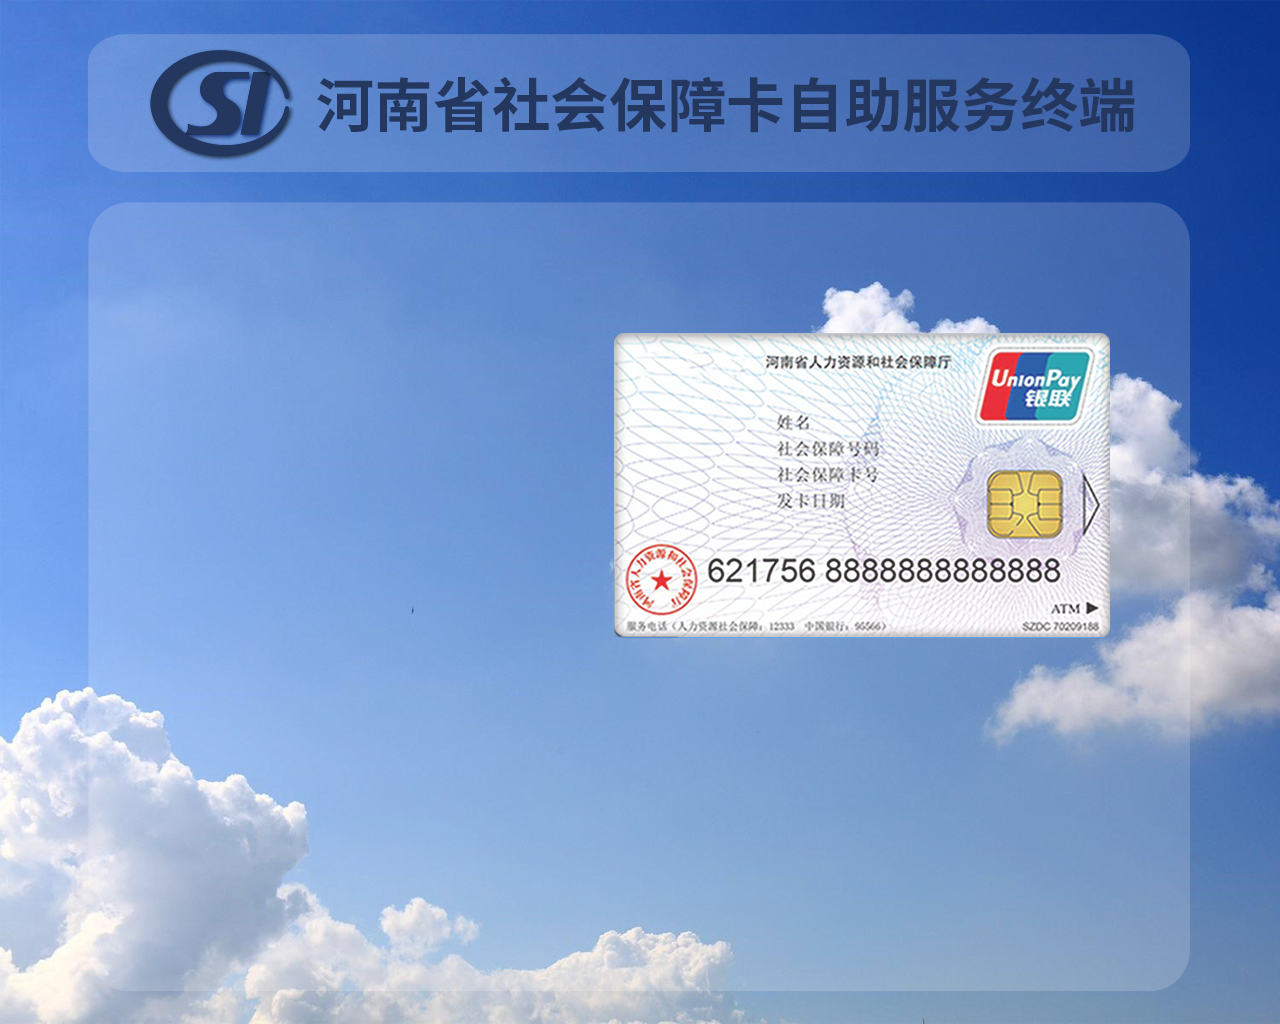 SI 河南省社会保障卡自助服务终端
河南省人力资源和社会保障厅
UnionPay
银联
姓名
社会保障号码
社会保障卡号
发卡日期
河南省人力资源和社会保障厅
621756 8888888888888
ATM
服务电话（人力资源社会保障：12333 中国银行：95566）
SZDC 70209188